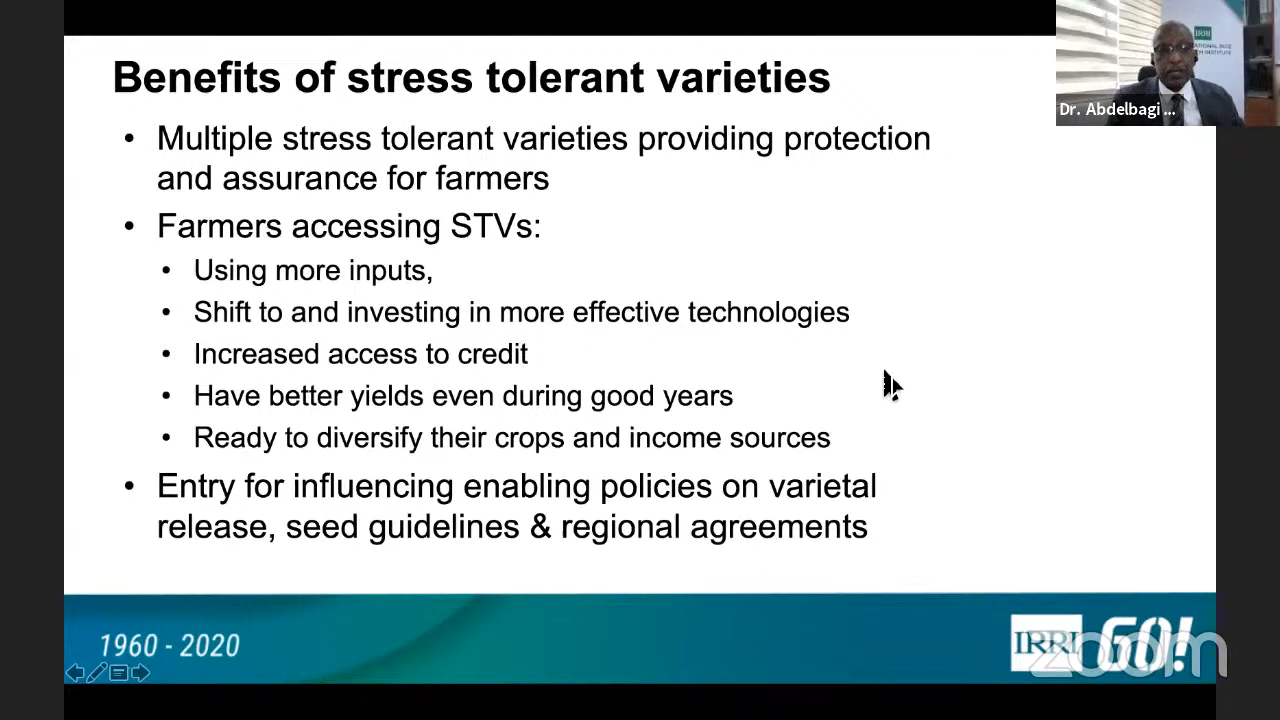 Benefits of stress tolerant varieties
• Multiple stress tolerant varieties providing protection
and assurance for farmers
• Farmers accessing STVs:
• Using more inputs,
• Shift to and investing in more effective technologies
• Increased access to credit
• Have better yields even during good years
• Ready to diversify their crops and income sources
• Entry for influencing enabling policies on varietal
release, seed guidelines & regional agreements
IRRI
Dr. Abdelbagi ...
1960 - 2020
IRRI 60!
zoom